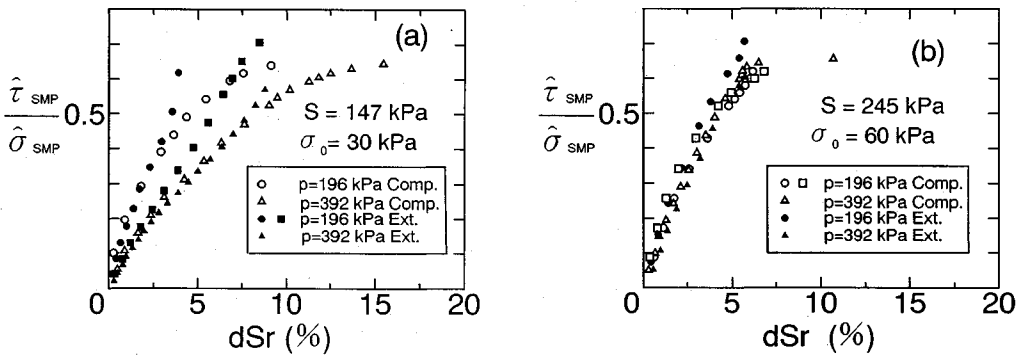 (a)
τ̂ SMP
σ̂ SMP
0.5
S = 147 kPa
σ₀ = 30 kPa
○ p=196 kPa Comp.
△ p=392 kPa Comp.
● ■ p=196 kPa Ext.
▲ p=392 kPa Ext.
0 5 10 15 20
dSr (%)
(b)
τ̂ SMP
σ̂ SMP
0.5
S = 245 kPa
σ₀ = 60 kPa
○ □ p=196 kPa Comp.
△ p=392 kPa Comp.
● p=196 kPa Ext.
▲ p=392 kPa Ext.
0 5 10 15 20
dSr (%)